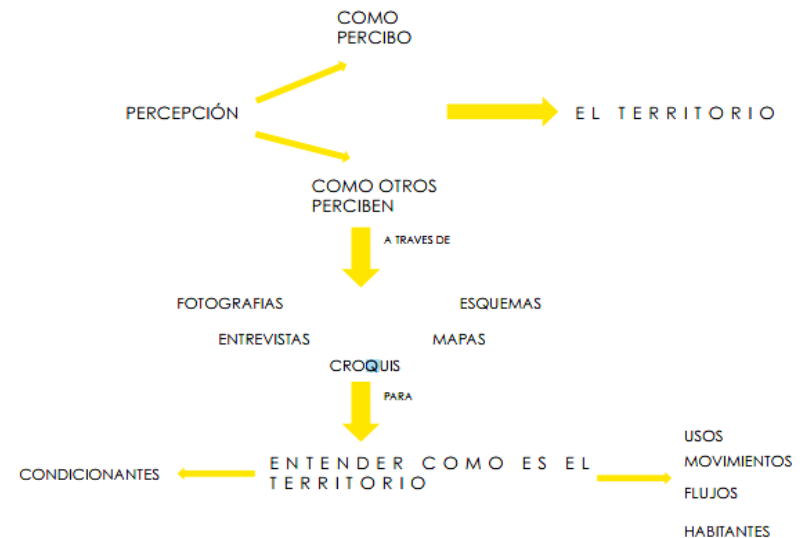 COMO
PERCIBO
PERCEPCIÓN
EL TERRITORIO
COMO OTROS
PERCIBEN
A TRAVES DE
FOTOGRAFIAS
ESQUEMAS
ENTREVISTAS
MAPAS
CROQUIS
PARA
CONDICIONANTES
ENTENDER COMO ES EL
TERRITORIO
USOS
MOVIMIENTOS
FLUJOS
HABITANTES